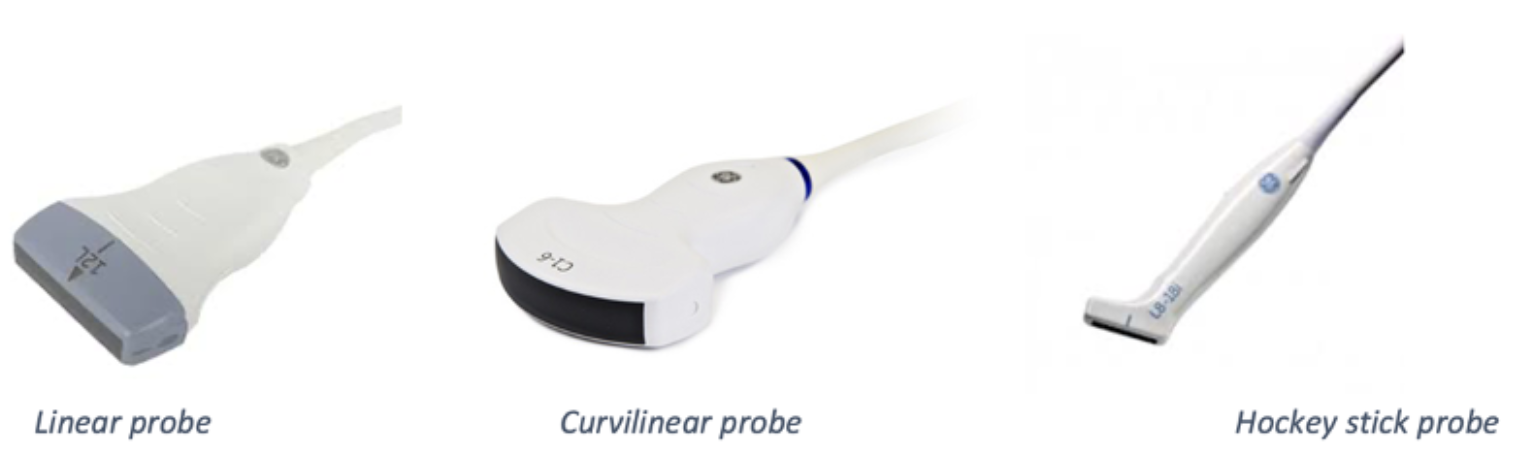 12L
C1-6
L8-18i
Linear probe
Curvilinear probe
Hockey stick probe